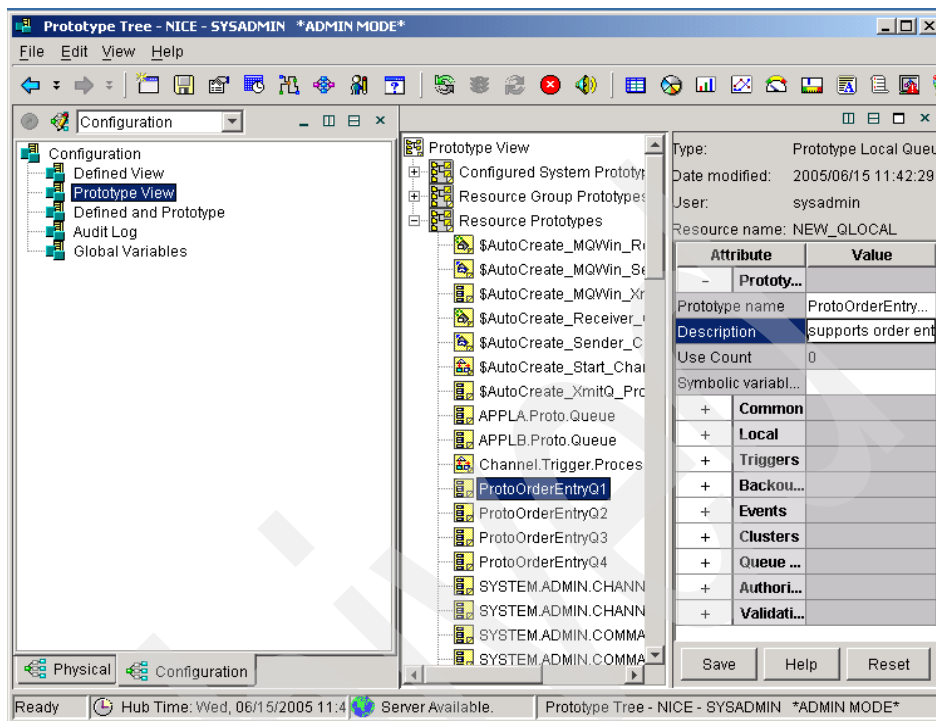 Prototype Tree - NICE - SYSADMIN *ADMIN MODE*
File Edit View Help
Configuration
Configuration
Defined View
Prototype View
Defined and Prototype
Audit Log
Global Variables
Physical
Configuration
Prototype View
Configured System Prototyp
Resource Group Prototypes
Resource Prototypes
$AutoCreate_MQWin_Re
$AutoCreate_MQWin_Se
$AutoCreate_MQWin_Xr
$AutoCreate_Receiver_
$AutoCreate_Sender_C
$AutoCreate_Start_Chai
$AutoCreate_XmitQ_Prc
APPLA.Proto.Queue
APPLB.Proto.Queue
Channel.Trigger.Proces
ProtoOrderEntryQ1
ProtoOrderEntryQ2
ProtoOrderEntryQ3
ProtoOrderEntryQ4
SYSTEM.ADMIN.CHANN
SYSTEM.ADMIN.CHANN
SYSTEM.ADMIN.COMMA
SYSTEM.ADMIN.COMMA
Type: Prototype Local Queu
Date modified: 2005/06/15 11:42:29
User: sysadmin
Resource name: NEW_QLOCAL
Attribute Value
- Prototy...
Prototype name ProtoOrderEntry...
Description supports order ent
Use Count 0
Symbolic variabl...
+ Common
+ Local
+ Triggers
+ Backou...
+ Events
+ Clusters
+ Queue ...
+ Authori...
+ Validati...
Save Help Reset
Ready Hub Time: Wed, 06/15/2005 11:4 Server Available. Prototype Tree - NICE - SYSADMIN *ADMIN MODE*